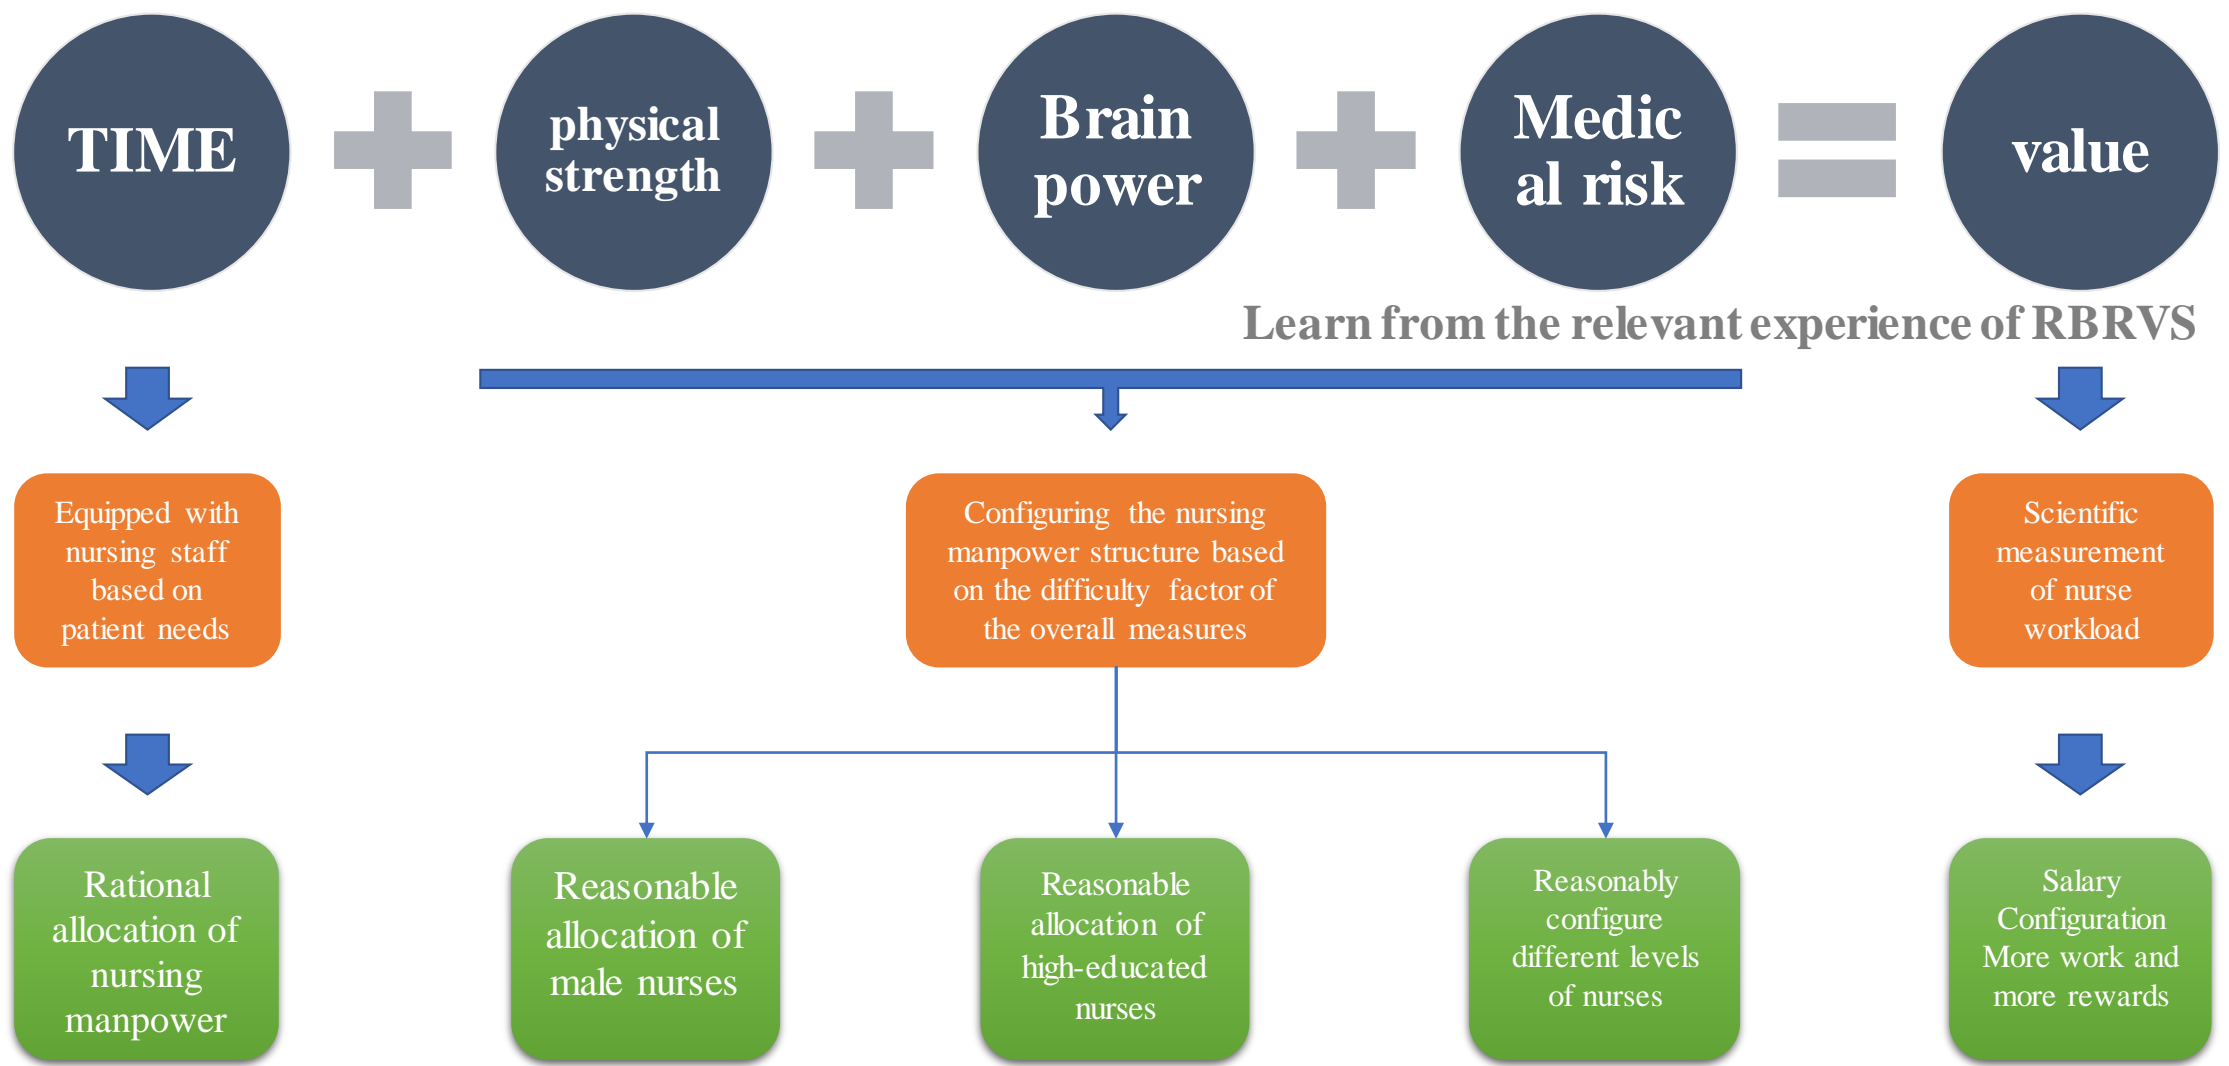 TIME
physical
strength
Brain
power
Medic
al risk
value
Learn from the relevant experience of RBRVS
Equipped with
nursing staff
based on
patient needs
Configuring the nursing
manpower structure based
on the difficulty factor of
the overall measures
Scientific
measurement
of nurse
workload
Rational
allocation of
nursing
manpower
Reasonable
allocation of
male nurses
Reasonable
allocation of
high-educated
nurses
Reasonably
configure
different levels
of nurses
Salary
Configuration
More work and
more rewards